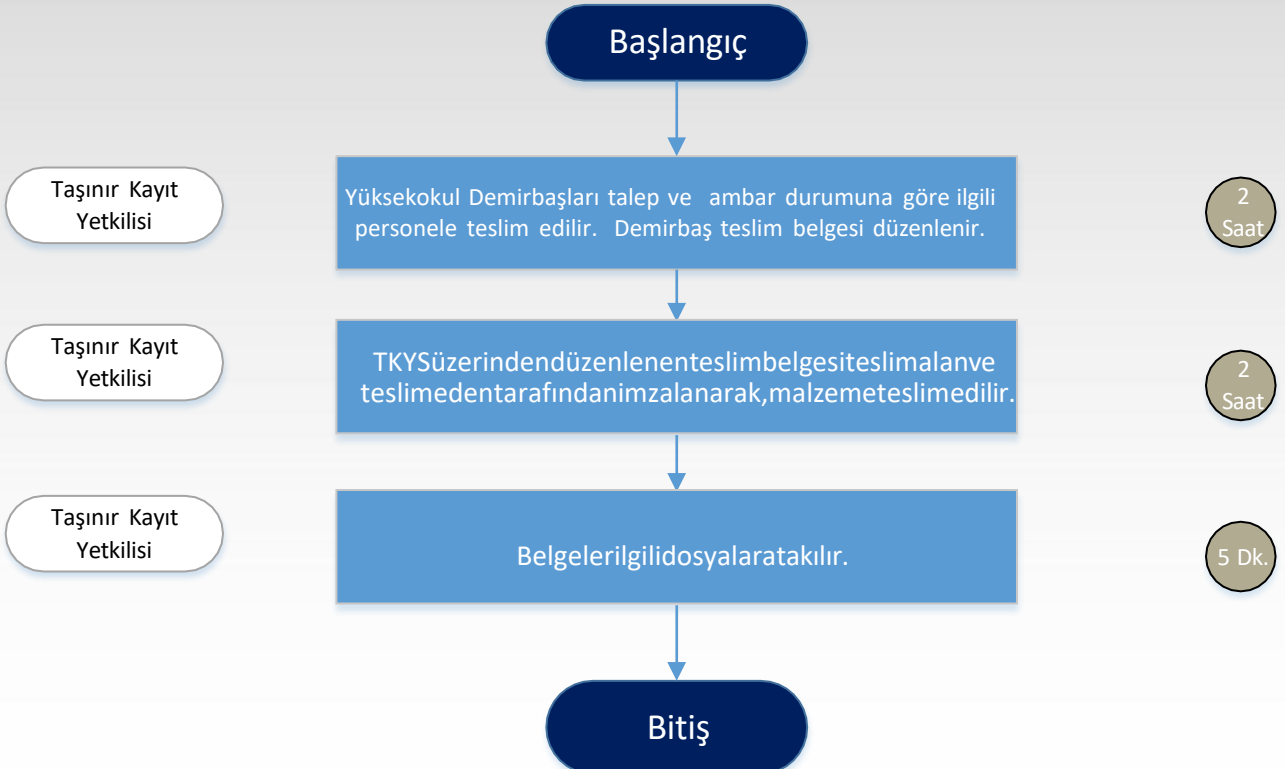 Başlangıç
Taşınır Kayıt
Yetkilisi
Yüksekokul Demirbaşları talep ve ambar durumuna göre ilgili
personele teslim edilir. Demirbaş teslim belgesi düzenlenir.
2
Saat
Taşınır Kayıt
Yetkilisi
TKYSüzerindendüzenlenenteslimbelgesiteslimalanve
teslimedentarafındanimzalanarak,malzemeteslimedilir.
2
Saat
Taşınır Kayıt
Yetkilisi
Belgelerilgilidosyalaratakılır.
5 Dk.
Bitiş